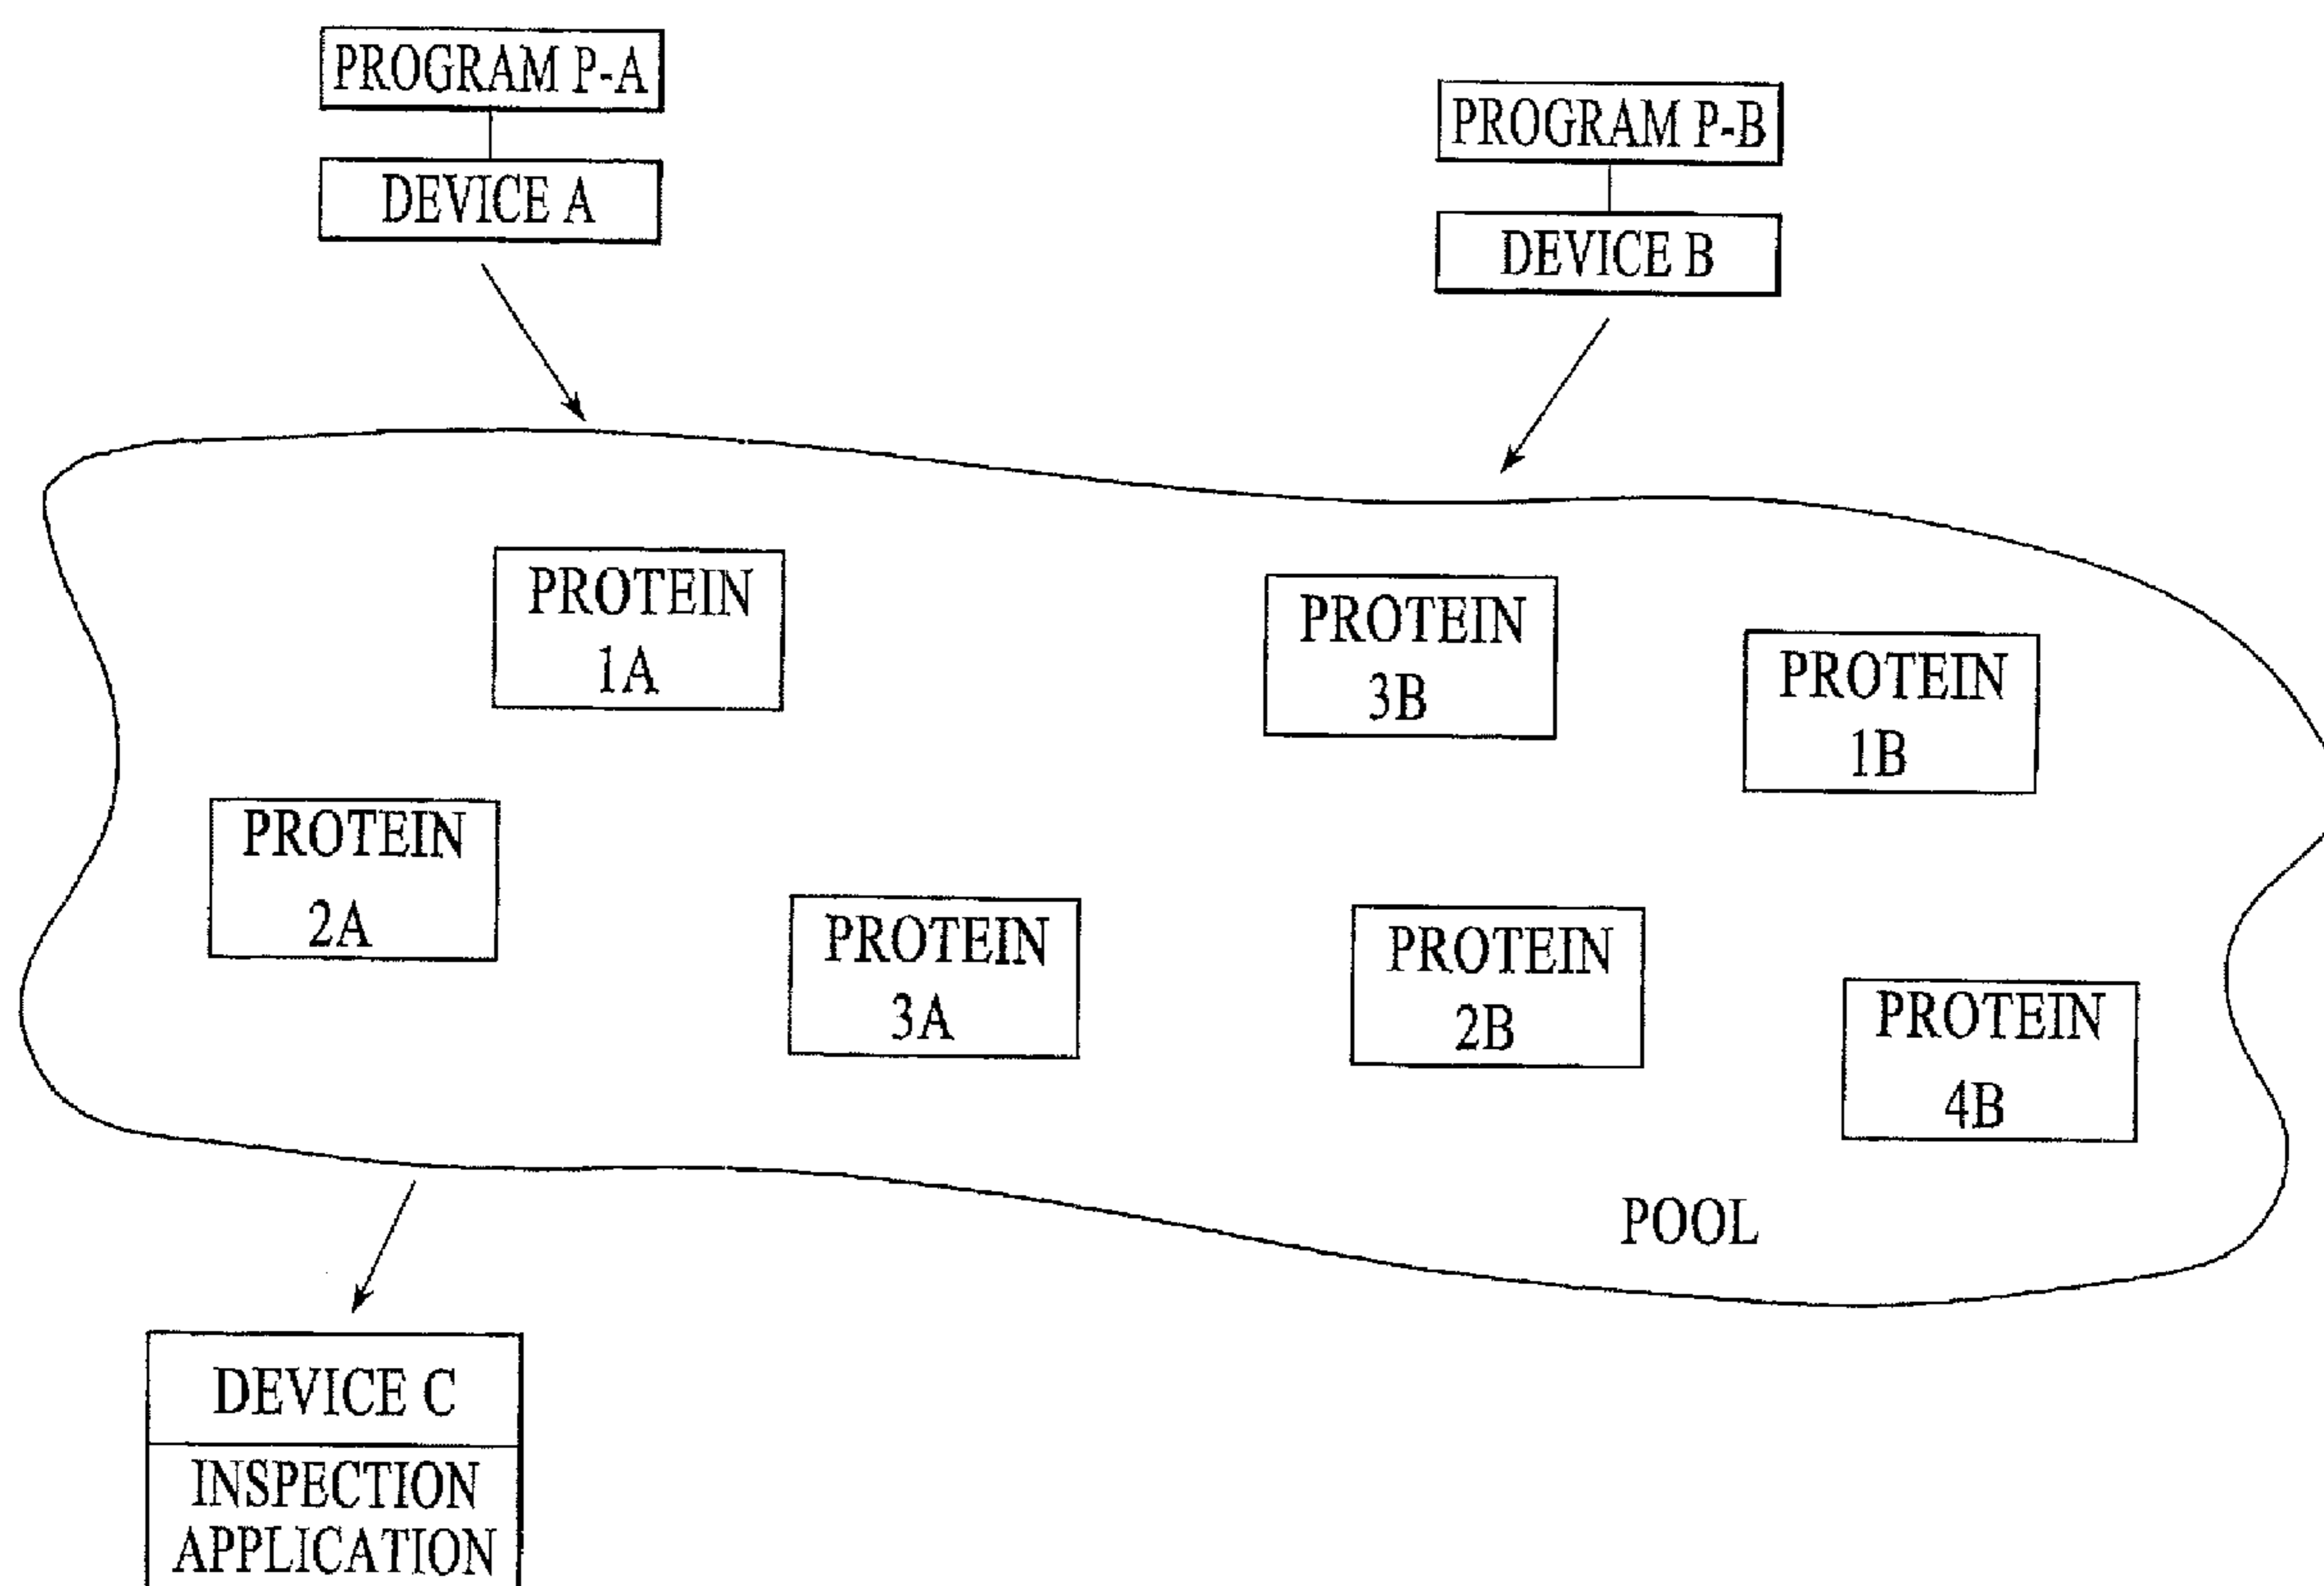 PROGRAM P-A
DEVICE A
PROGRAM P-B
DEVICE B
PROTEIN
1A
PROTEIN
3B
PROTEIN
1B
PROTEIN
2A
PROTEIN
3A
PROTEIN
2B
PROTEIN
4B
POOL
DEVICE C
INSPECTION
APPLICATION